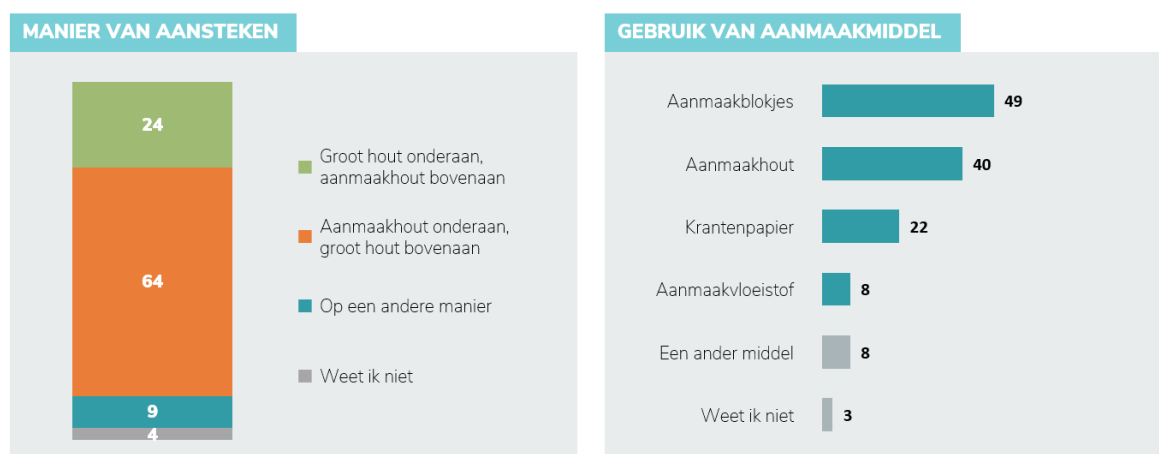 MANIER VAN AANSTEKEN
24
64
9
4
Groot hout onderaan,
aanmaakhout bovenaan
Aanmaakhout onderaan,
groot hout bovenaan
Op een andere manier
Weet ik niet
GEBRUIK VAN AANMAAKMIDDEL
Aanmaakblokjes 49
Aanmaakhout 40
Krantenpapier 22
Aanmaakvloeistof 8
Een ander middel 8
Weet ik niet 3